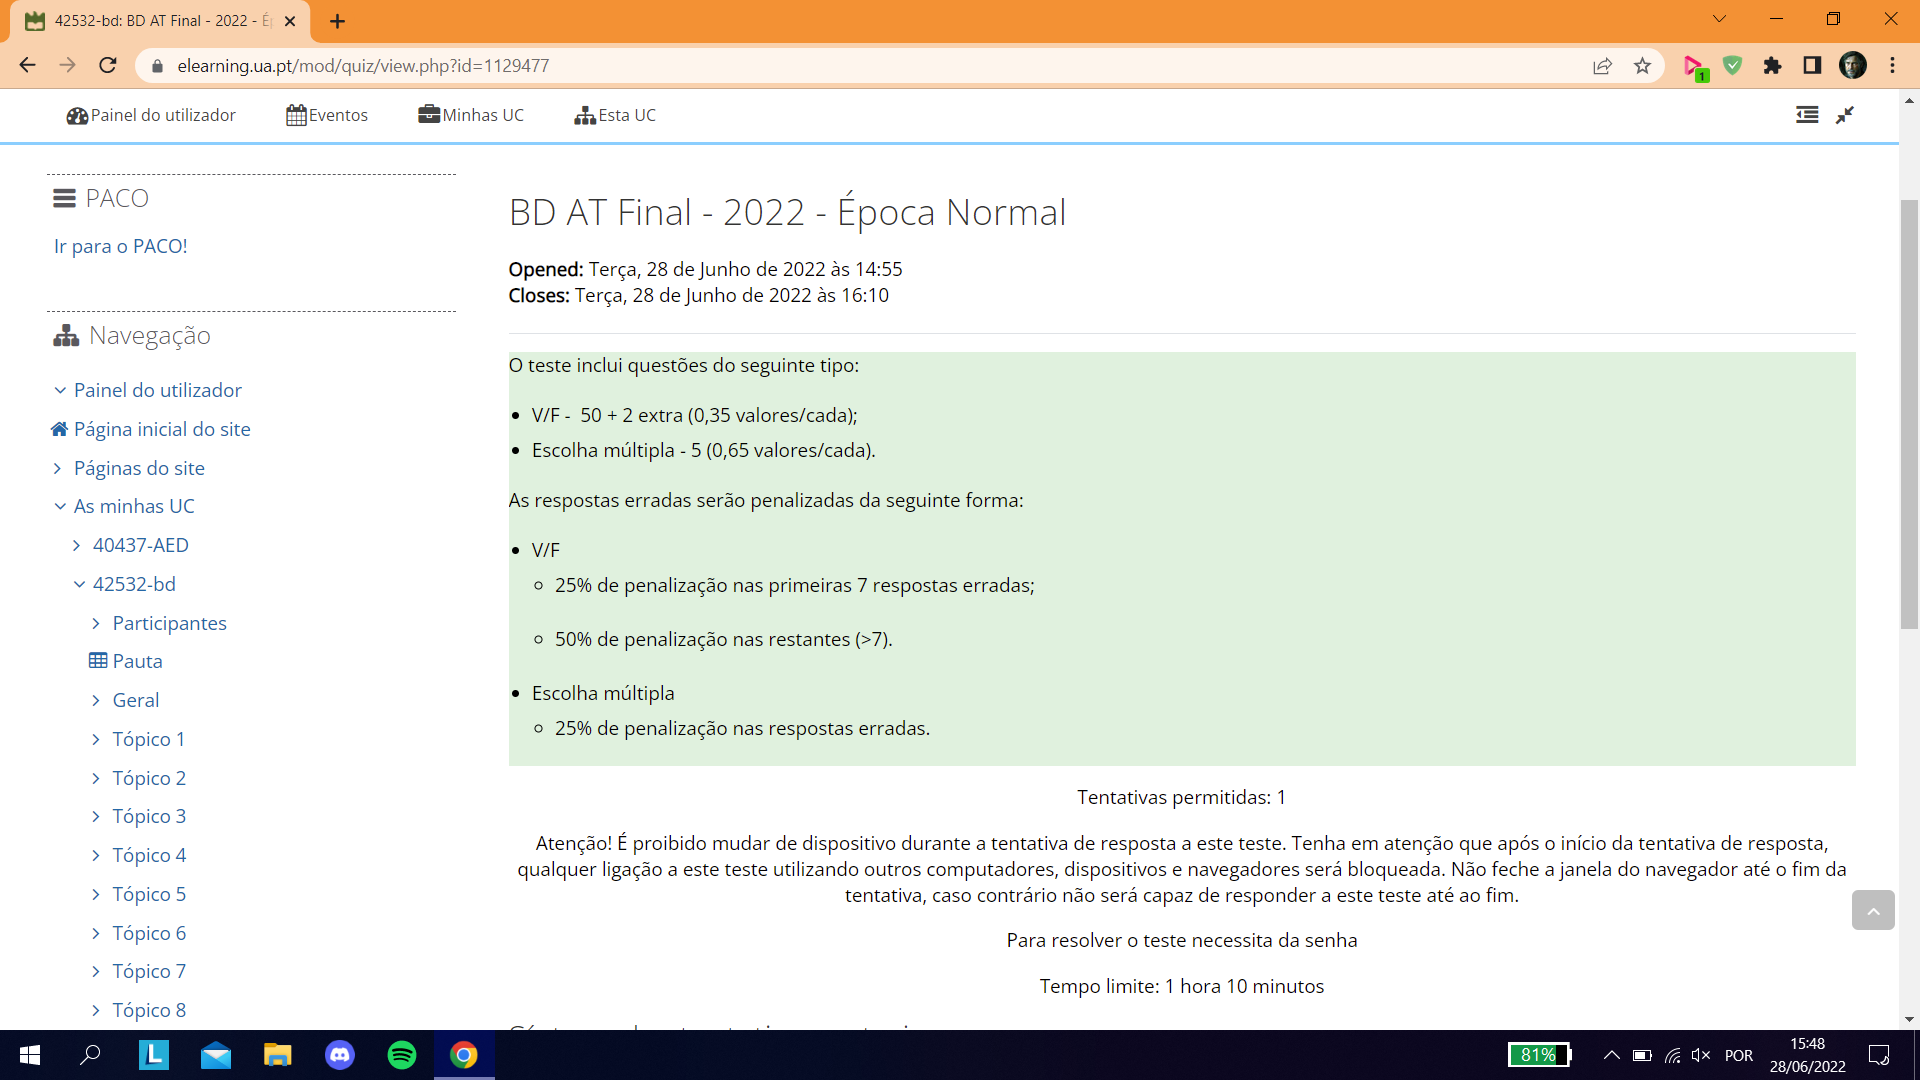 42532-bd: BD AT Final - 2022 - Ép
elearning.ua.pt/mod/quiz/view.php?id=1129477
1
Painel do utilizador
Eventos
Minhas UC
Esta UC
PACO
Ir para o PACO!
Navegação
Painel do utilizador
Página inicial do site
Páginas do site
As minhas UC
40437-AED
42532-bd
Participantes
Pauta
Geral
Tópico 1
Tópico 2
Tópico 3
Tópico 4
Tópico 5
Tópico 6
Tópico 7
Tópico 8
BD AT Final - 2022 - Época Normal
Opened: Terça, 28 de Junho de 2022 às 14:55
Closes: Terça, 28 de Junho de 2022 às 16:10
O teste inclui questões do seguinte tipo:
V/F - 50 + 2 extra (0,35 valores/cada);
Escolha múltipla - 5 (0,65 valores/cada).
As respostas erradas serão penalizadas da seguinte forma:
V/F
25% de penalização nas primeiras 7 respostas erradas;
50% de penalização nas restantes (>7).
Escolha múltipla
25% de penalização nas respostas erradas.
Tentativas permitidas: 1
Atenção! É proibido mudar de dispositivo durante a tentativa de resposta a este teste. Tenha em atenção que após o início da tentativa de resposta,
qualquer ligação a este teste utilizando outros computadores, dispositivos e navegadores será bloqueada. Não feche a janela do navegador até o fim da
tentativa, caso contrário não será capaz de responder a este teste até ao fim.
Para resolver o teste necessita da senha
Tempo limite: 1 hora 10 minutos
L
81%
POR
15:48
28/06/2022